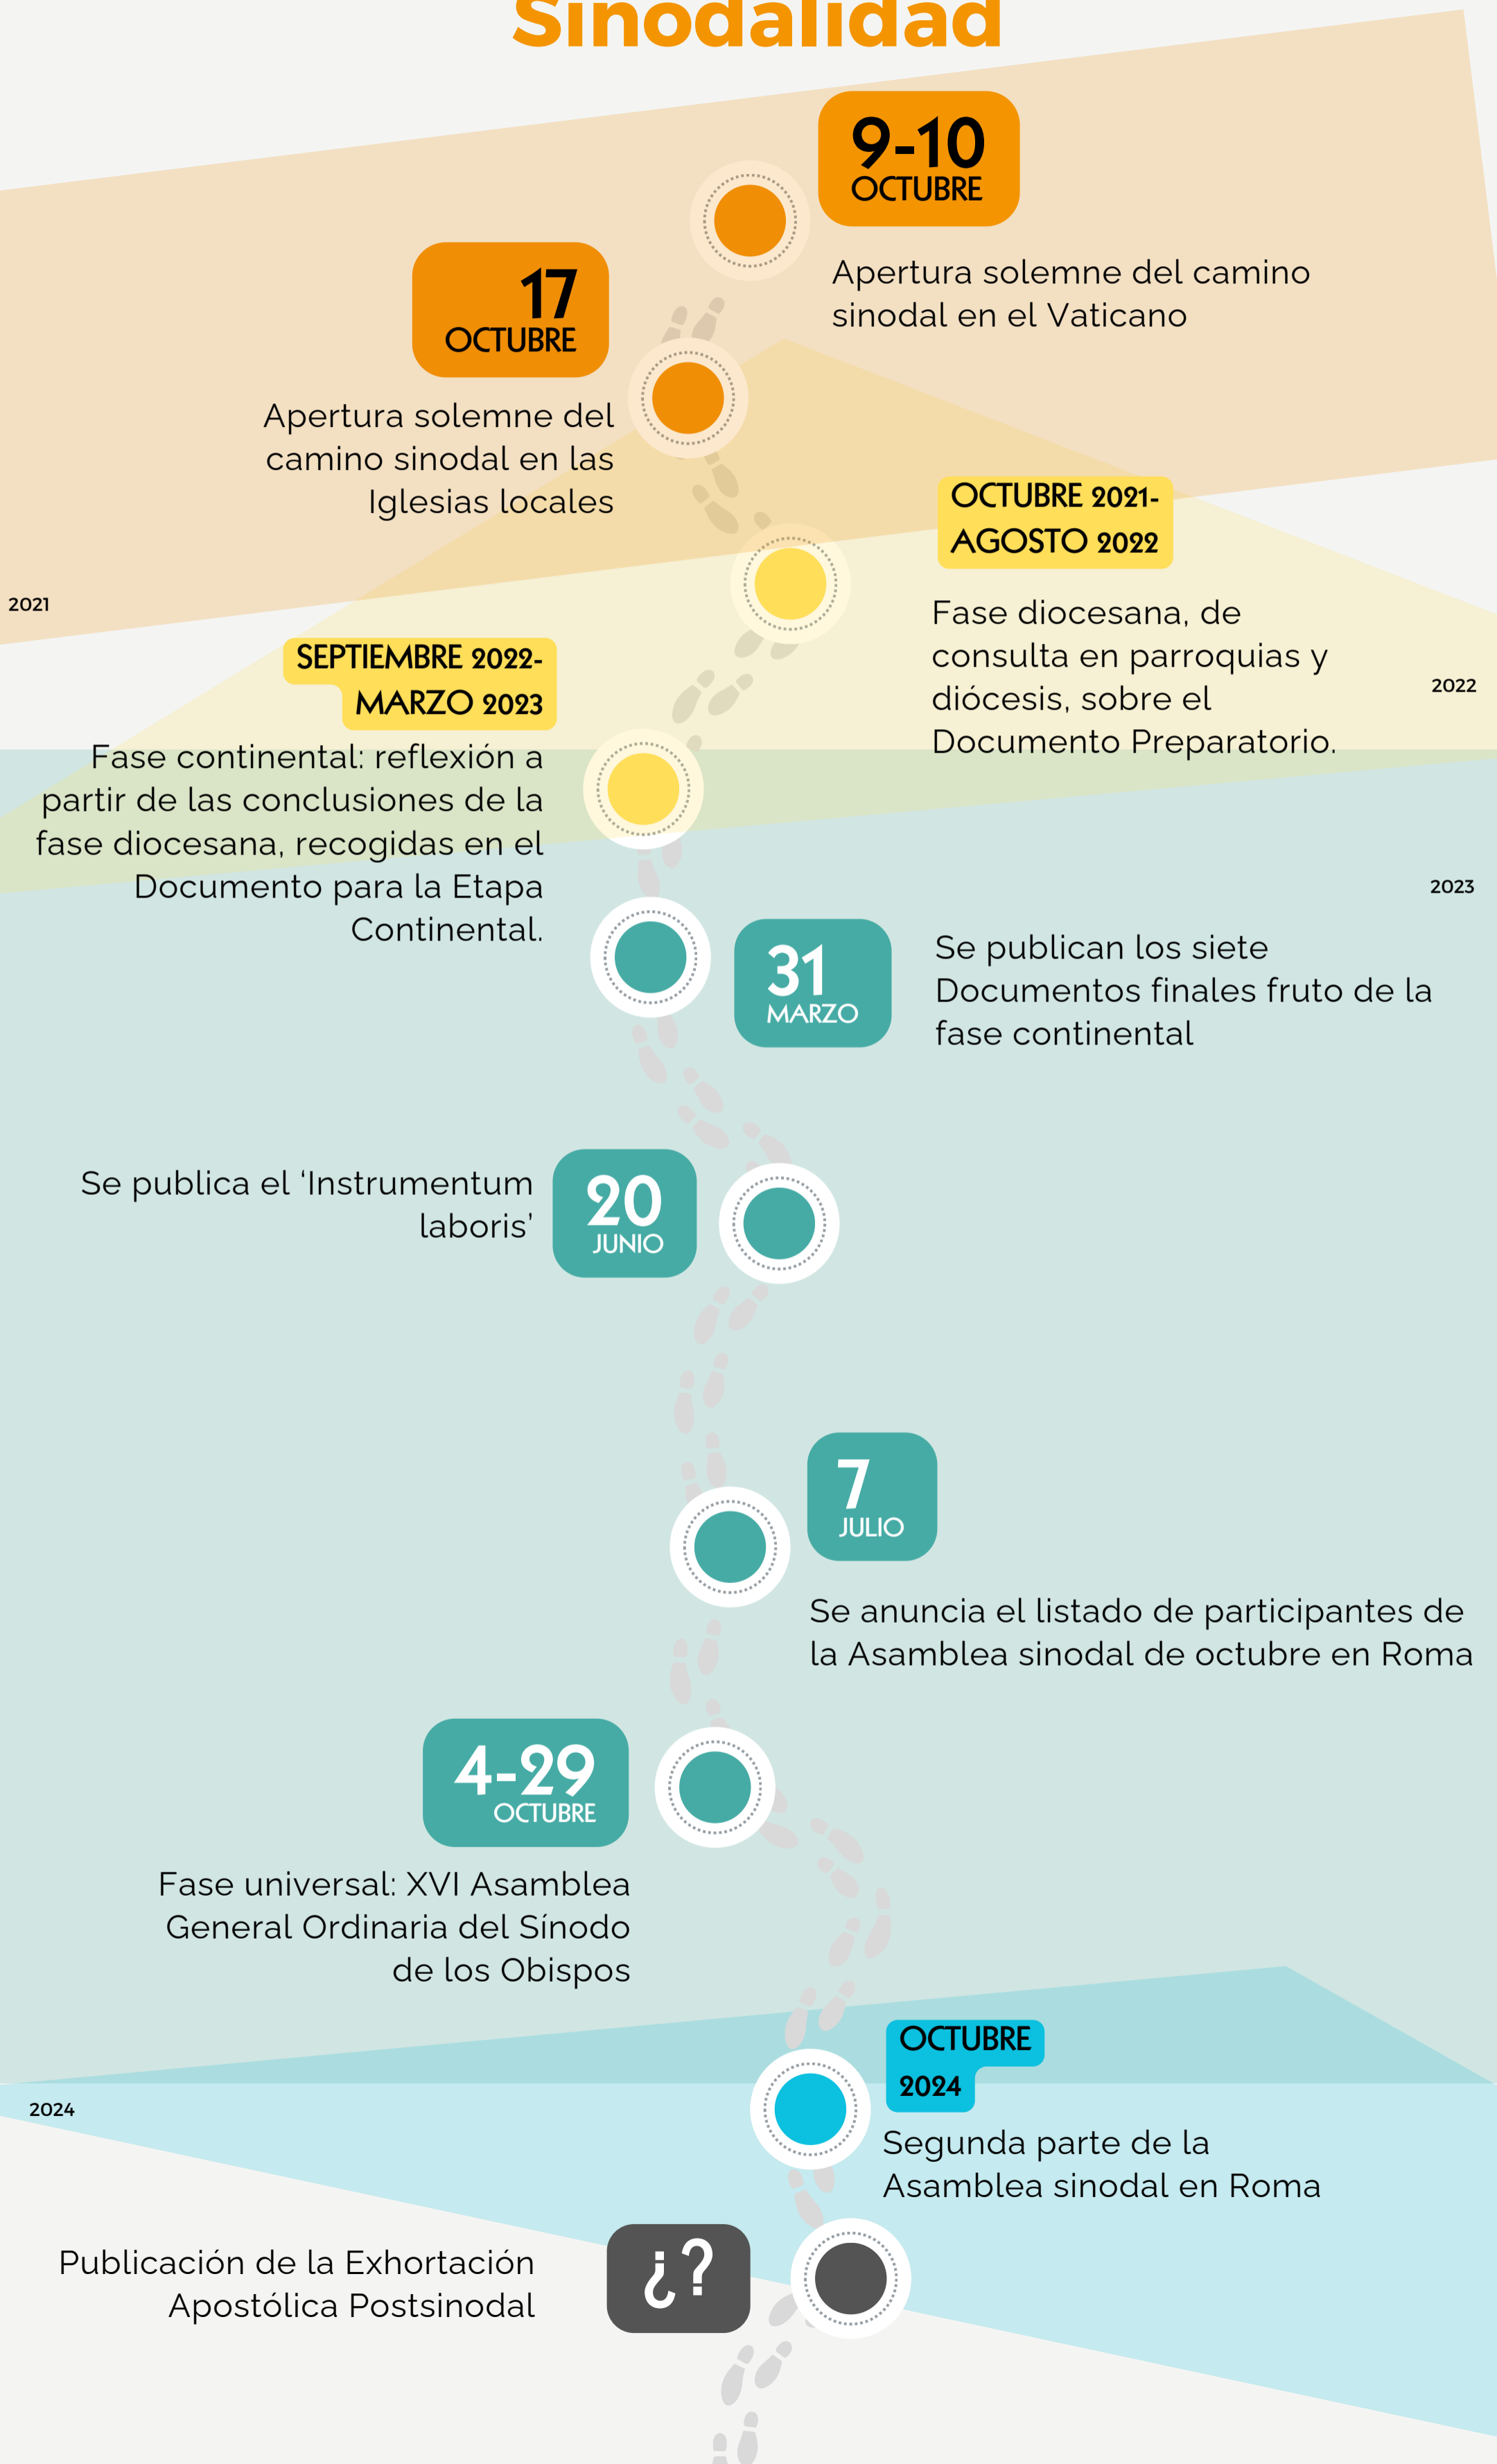 Sinodalidad
9-10
OCTUBRE
Apertura solemne del camino
sinodal en el Vaticano
17
OCTUBRE
Apertura solemne del
camino sinodal en las
Iglesias locales
2021
OCTUBRE 2021-
AGOSTO 2022
Fase diocesana, de
consulta en parroquias y
diócesis, sobre el
Documento Preparatorio.
2022
SEPTIEMBRE 2022-
MARZO 2023
Fase continental: reflexión a
partir de las conclusiones de la
fase diocesana, recogidas en el
Documento para la Etapa
Continental.
2023
31
MARZO
Se publican los siete
Documentos finales fruto de la
fase continental
20
JUNIO
Se publica el ‘Instrumentum
laboris’
7
JULIO
Se anuncia el listado de participantes de
la Asamblea sinodal de octubre en Roma
4-29
OCTUBRE
Fase universal: XVI Asamblea
General Ordinaria del Sínodo
de los Obispos
2024
OCTUBRE
2024
Segunda parte de la
Asamblea sinodal en Roma
¿?
Publicación de la Exhortación
Apostólica Postsinodal